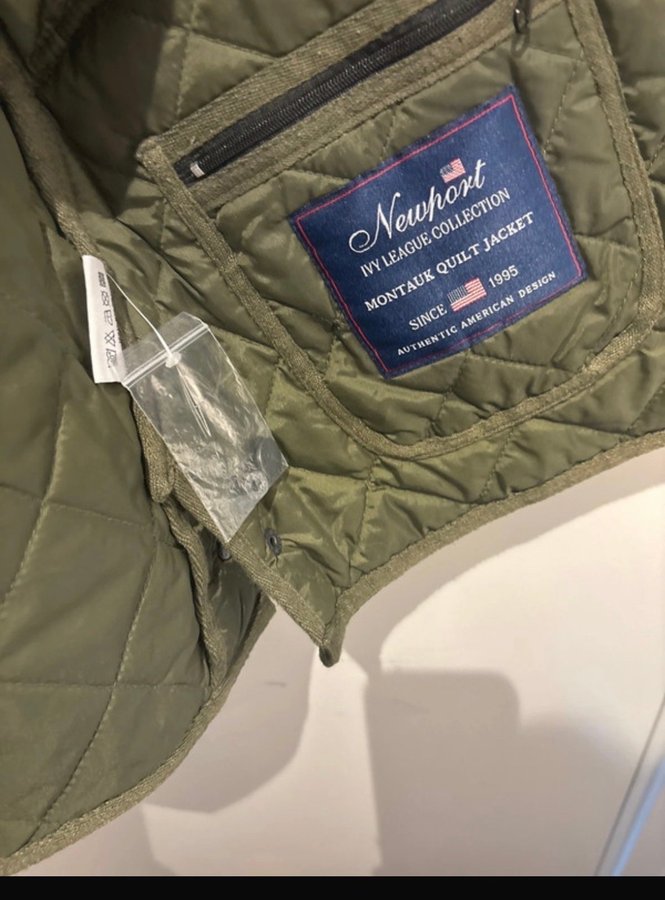 Newport
IVY LEAGUE COLLECTION
MONTAUK QUILT JACKET
SINCE 1995
AUTHENTIC AMERICAN DESIGN